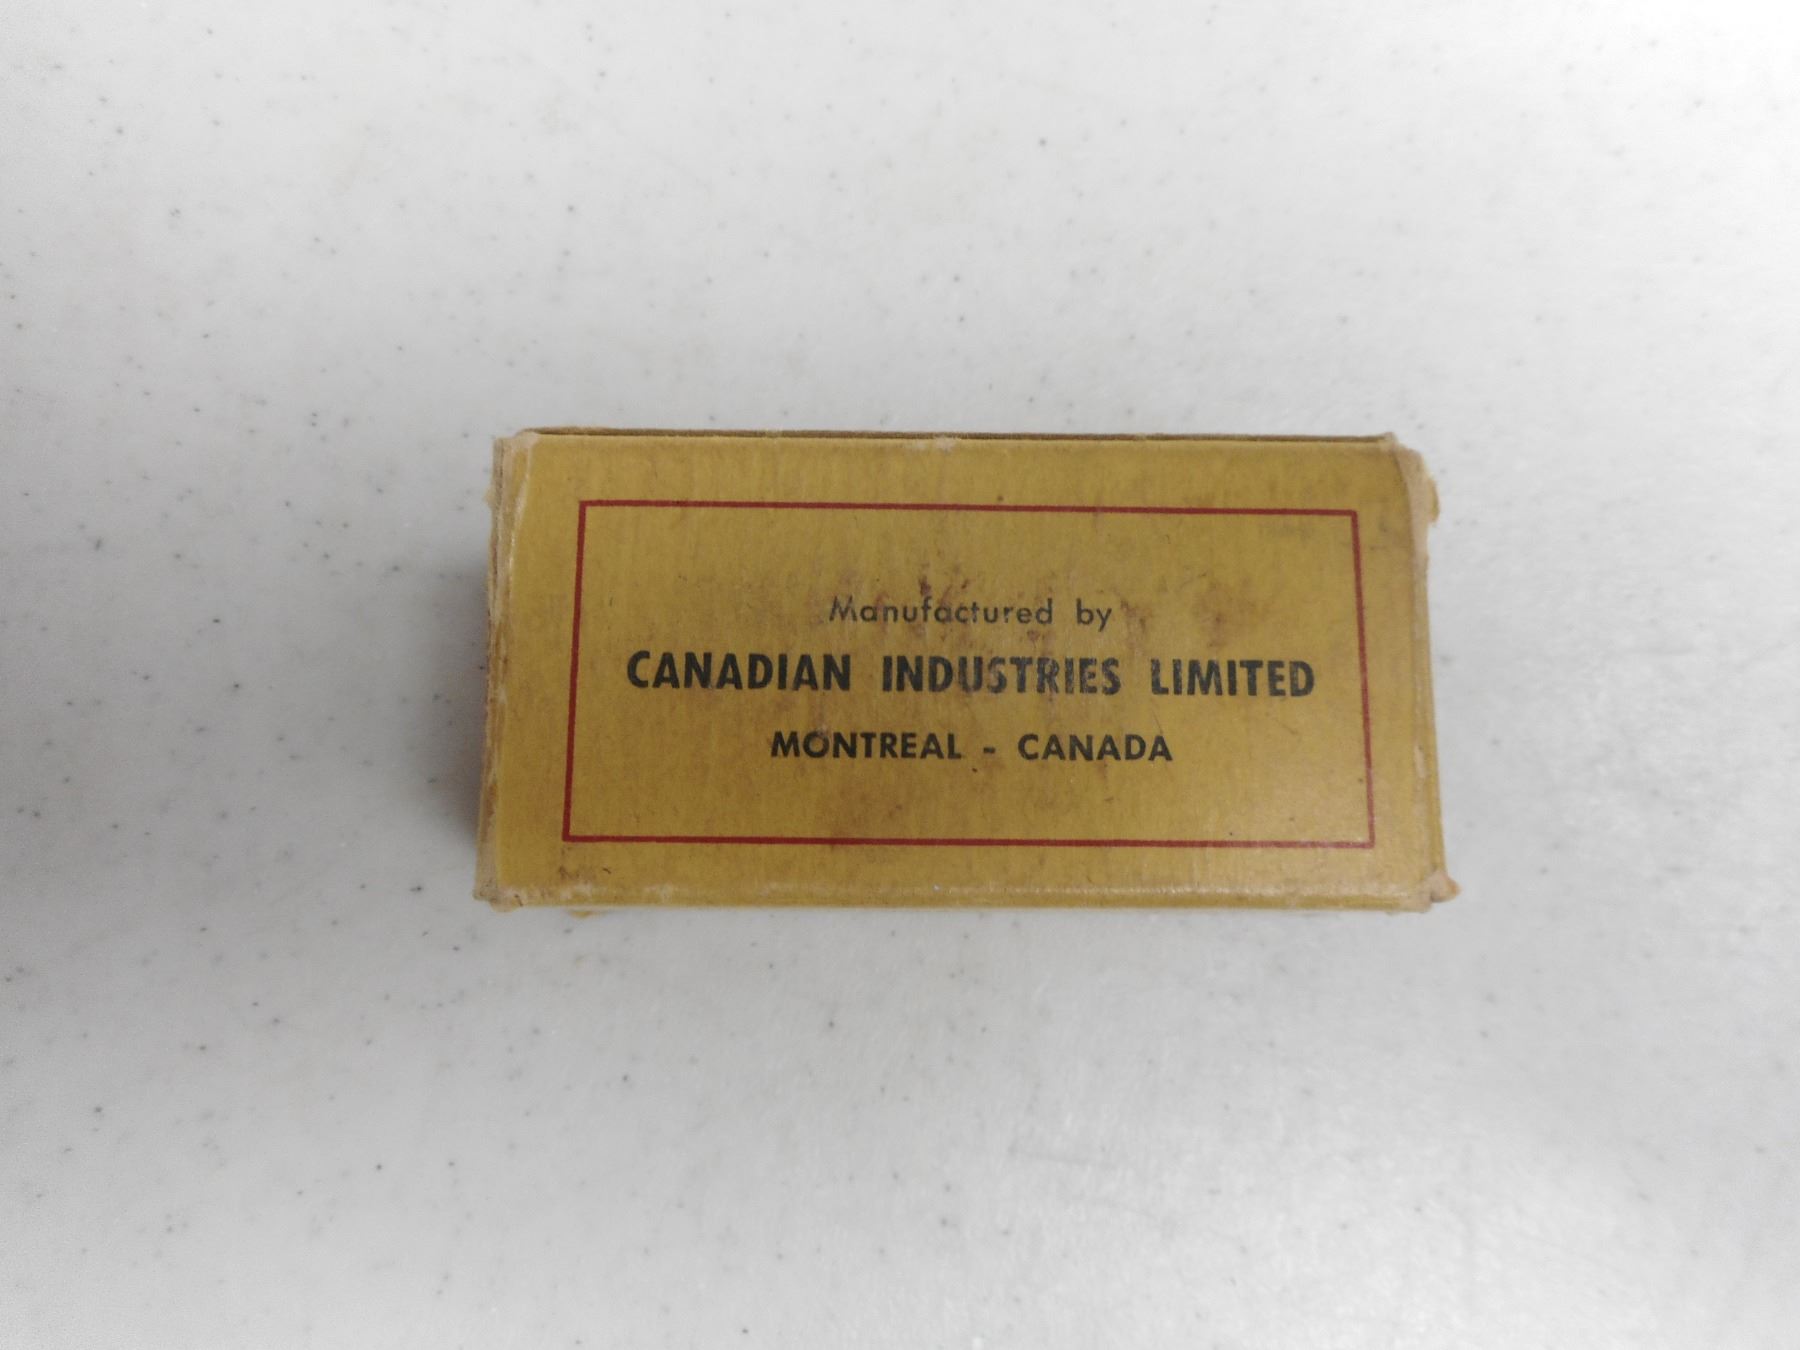 Manufactured by
CANADIAN INDUSTRIES LIMITED
MONTREAL - CANADA